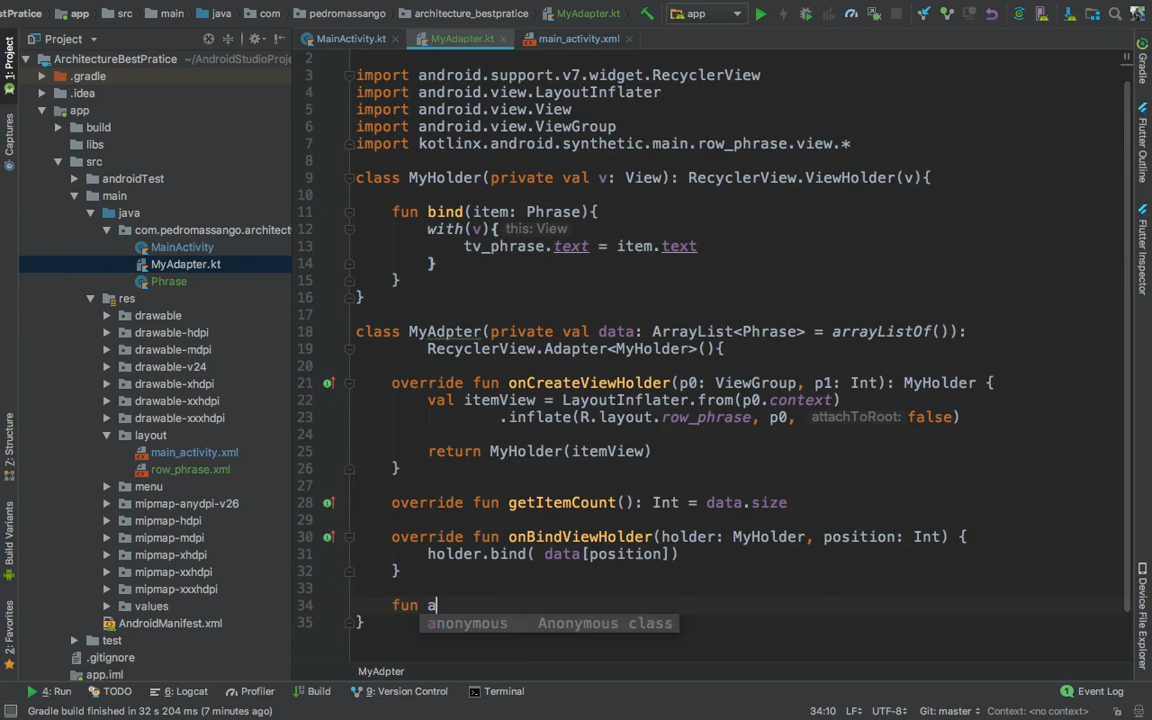 stPratice app src main java com pedromassango architecture_bestpratice MyAdapter.kt app
Project MainActivity.kt MyAdapter.kt main_activity.xml
ArchitectureBestPratice ~/AndroidStudioProj
.gradle
.idea
app
build
libs
src
androidTest
main
java
com.pedromassango.architect
MainActivity
MyAdapter.kt
Phrase
res
drawable
drawable-hdpi
drawable-mdpi
drawable-v24
drawable-xhdpi
drawable-xxhdpi
layout
main_activity.xml
row_phrase.xml
menu
mipmap-anydpi-v26
mipmap-hdpi
mipmap-mdpi
mipmap-xhdpi
mipmap-xxhdpi
mipmap-xxxhdpi
values
AndroidManifest.xml
test
.gitignore
app.iml
1: Project
Captures
Z: Structure
Build Variants
2: Favorites
2
3 import android.support.v7.widget.RecyclerView
4 import android.view.LayoutInflater
5 import android.view.View
6 import android.view.ViewGroup
7 import kotlinx.android.synthetic.main.row_phrase.view.*
8
9 class MyHolder(private val v: View): RecyclerView.ViewHolder(v){
10
11 fun bind(item: Phrase){
12 with(v){ this: View
13 tv_phrase.text = item.text
14 }
15 }
16 }
17
18 class MyAdpter(private val data: ArrayList<Phrase> = arrayListOf()):
19 RecyclerView.Adapter<MyHolder>(){
20
21 override fun onCreateViewHolder(p0: ViewGroup, p1: Int): MyHolder {
22 val itemView = LayoutInflater.from(p0.context)
23 .inflate(R.layout.row_phrase, p0, attachToRoot: false)
24
25 return MyHolder(itemView)
26 }
27
28 override fun getItemCount(): Int = data.size
29
30 override fun onBindViewHolder(holder: MyHolder, position: Int) {
31 holder.bind( data[position])
32 }
33
34 fun a
anonymous Anonymous class
35 }
MyAdpter
Gradle
Flutter Outline
Flutter Inspector
Device File Explorer
4: Run TODO 6: Logcat Profiler Build 9: Version Control Terminal 1 Event Log
Gradle build finished in 32 s 204 ms (7 minutes ago) 34:10 LF UTF-8 Git: master Context: <no context>